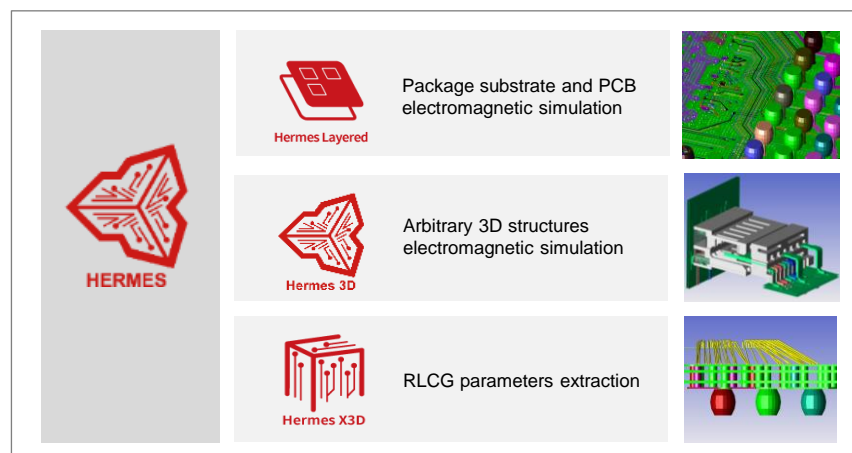 HERMES
Hermes Layered
Package substrate and PCB
electromagnetic simulation
Hermes 3D
Arbitrary 3D structures
electromagnetic simulation
Hermes X3D
RLCG parameters extraction